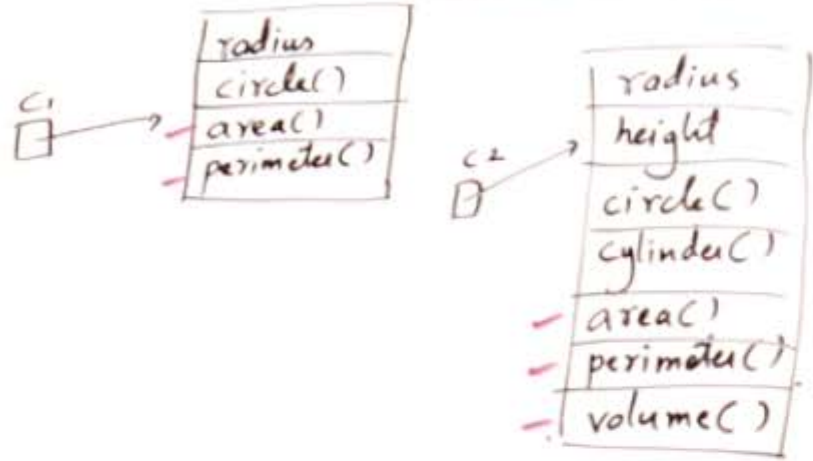 C1
radius
circle()
area()
perimeter()
C2
radius
height
circle()
cylinder()
area()
perimeter()
volume()